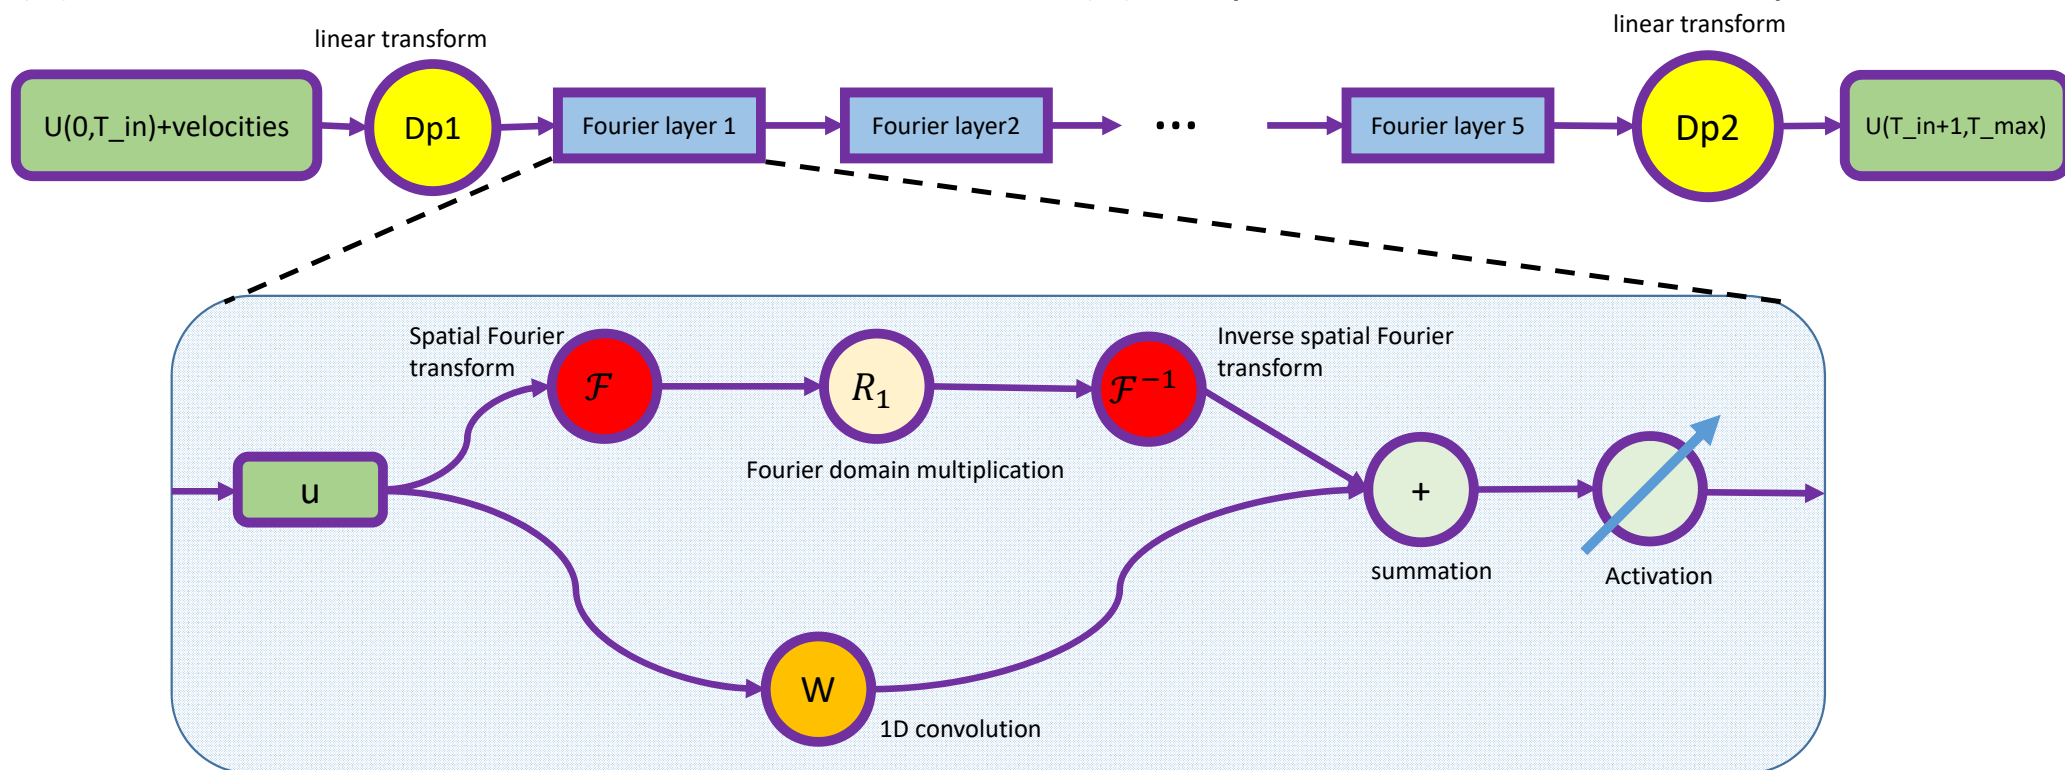 linear transform
linear transform
U(0,T_in)+velocities
Dp1
Fourier layer 1
Fourier layer2
...
Fourier layer 5
Dp2
U(T_in+1,T_max)
Spatial Fourier
transform
Inverse spatial Fourier
transform
ℱ
R₁
ℱ⁻¹
Fourier domain multiplication
u
+
summation
Activation
W
1D convolution